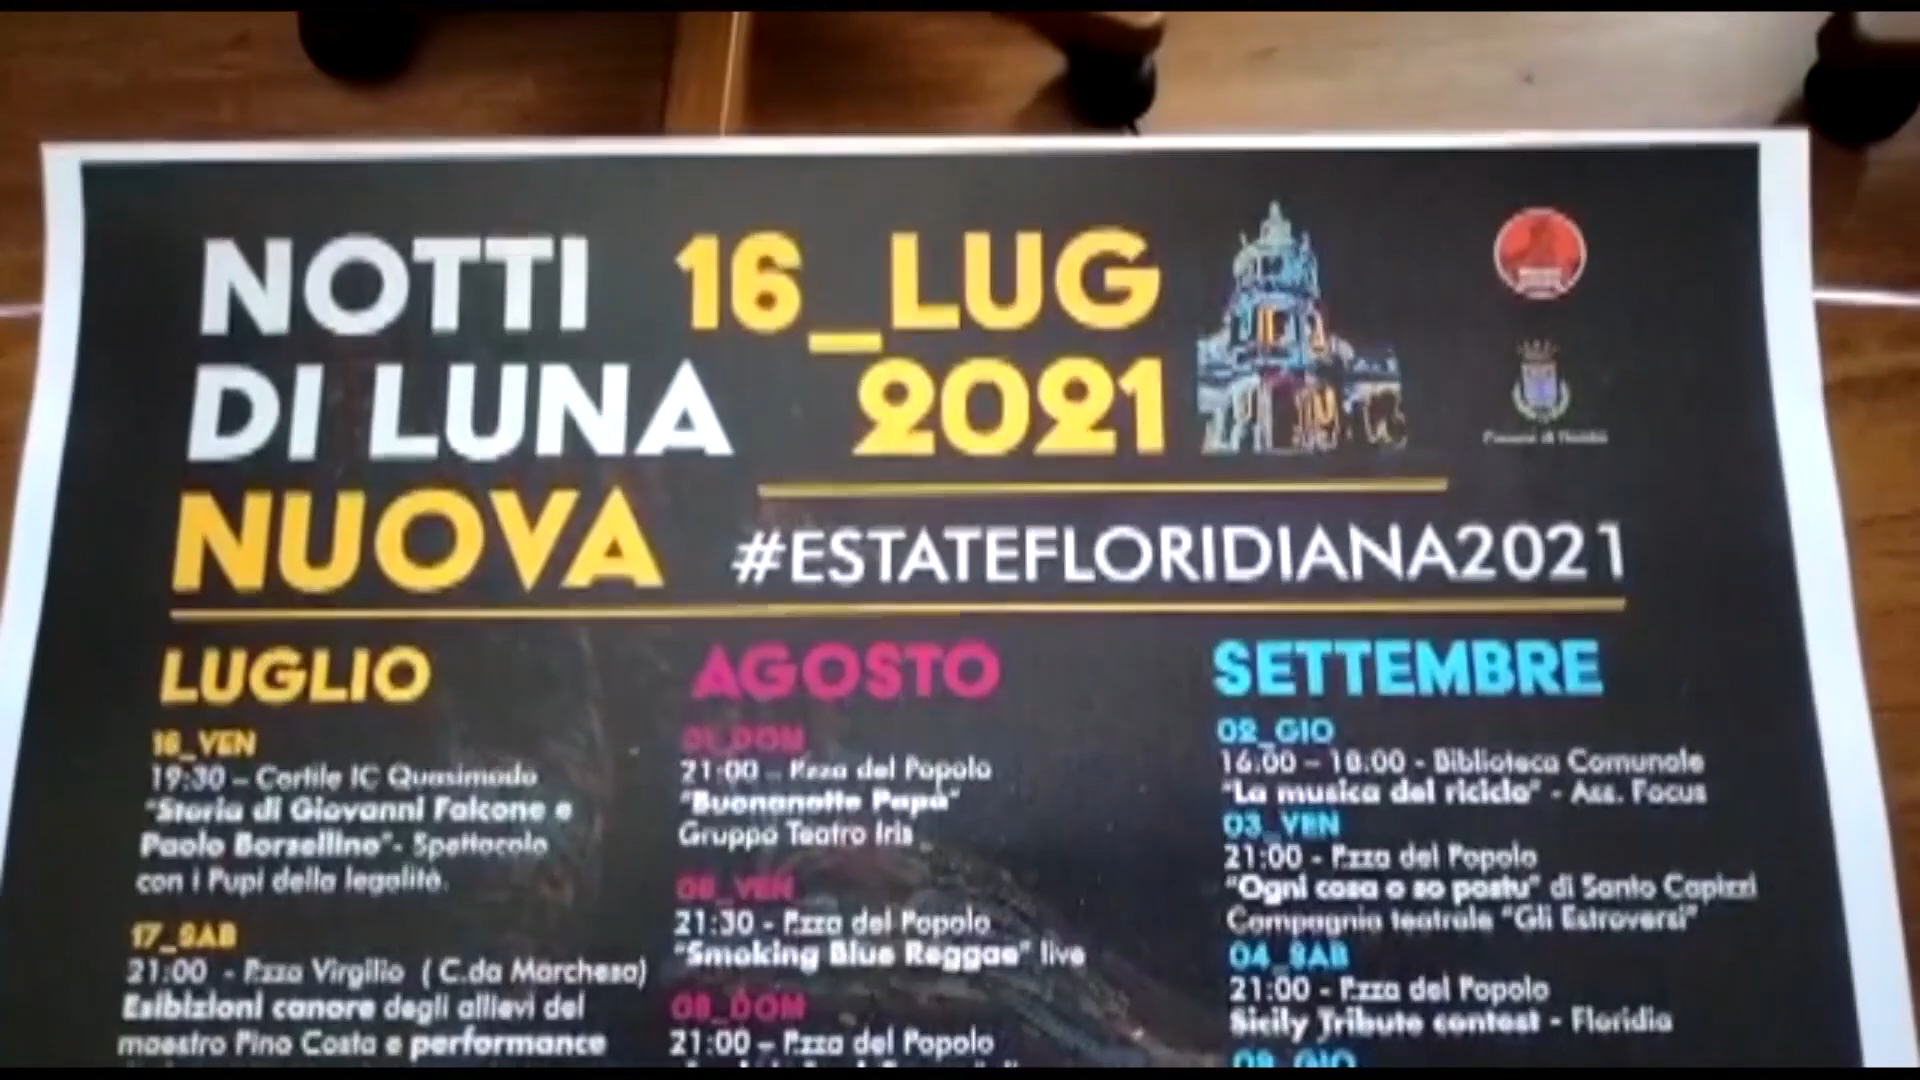 NOTTI
DI LUNA
NUOVA
16_LUG
2021
#ESTATEFLORIDIANA2021
LUGLIO
16_VEN
19:30 – Cortile IC Quasimodo
"Storia di Giovanni Falcone e
Paolo Borsellino"- Spettacolo
con i Pupi della legalità.
17_SAB
21:00 - P.zza Virgilio ( C.da Marchesa)
Esibizioni canore degli allievi del
maestro Pino Costa e performance
AGOSTO
01_DOM
21:00 – P.zza del Popolo
"Buonanotte Papà"
Gruppo Teatro Iris
06_VEN
21:30 - P.zza del Popolo
"Smoking Blue Reggae" live
08_DOM
21:00 – P.zza del Popolo
SETTEMBRE
02_GIO
16.00 – 18.00 - Biblioteca Comunale
"La musica del riciclo" - Ass. Focus
03_VEN
21:00 - P.zza del Popolo
"Ogni cosa o so postu" di Santo Capizzi
Compagnia teatrale "Gli Estroversi"
04_SAB
21:00 - P.zza del Popolo
Sicily Tribute contest - Floridia
09_GIO